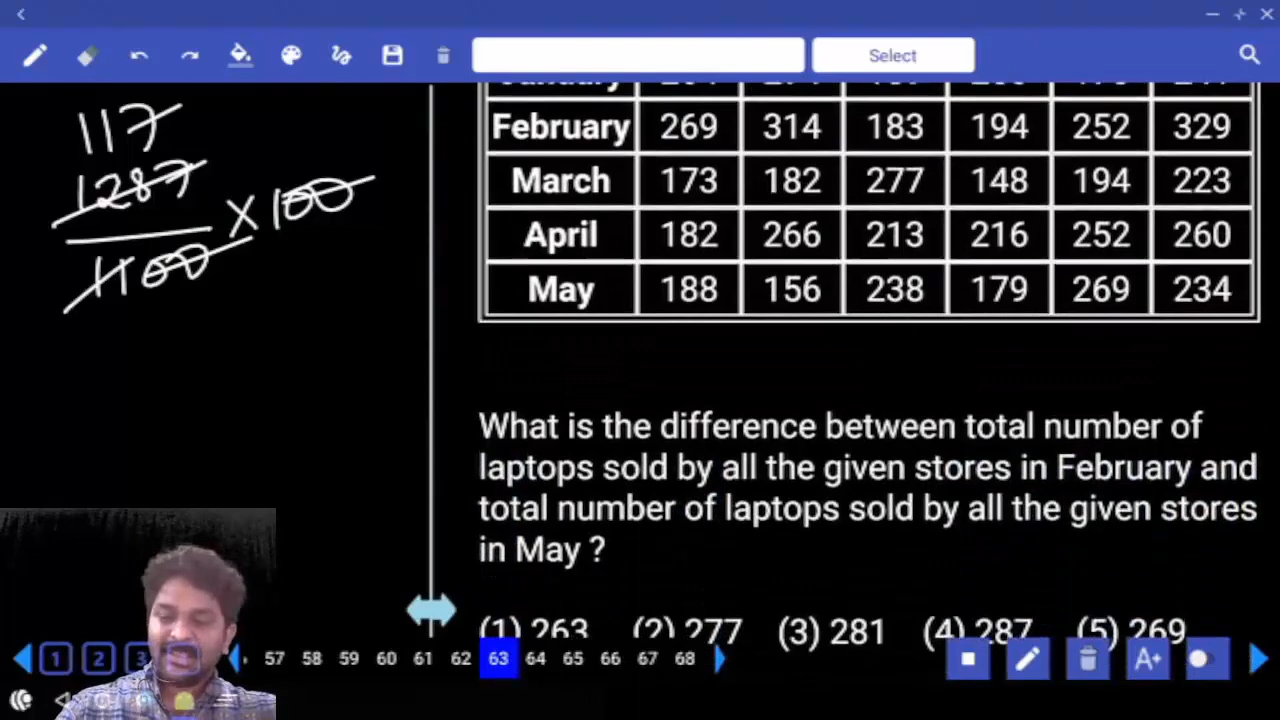 Select
117
1287
X 100
1100
February 269 314 183 194 252 329
March 173 182 277 148 194 223
April 182 266 213 216 252 260
May 188 156 238 179 269 234
What is the difference between total number of
laptops sold by all the given stores in February and
total number of laptops sold by all the given stores
in May ?
(1) 263 (2) 277 (3) 281 (4) 287 (5) 269
1 2 3 57 58 59 60 61 62 63 64 65 66 67 68
A+